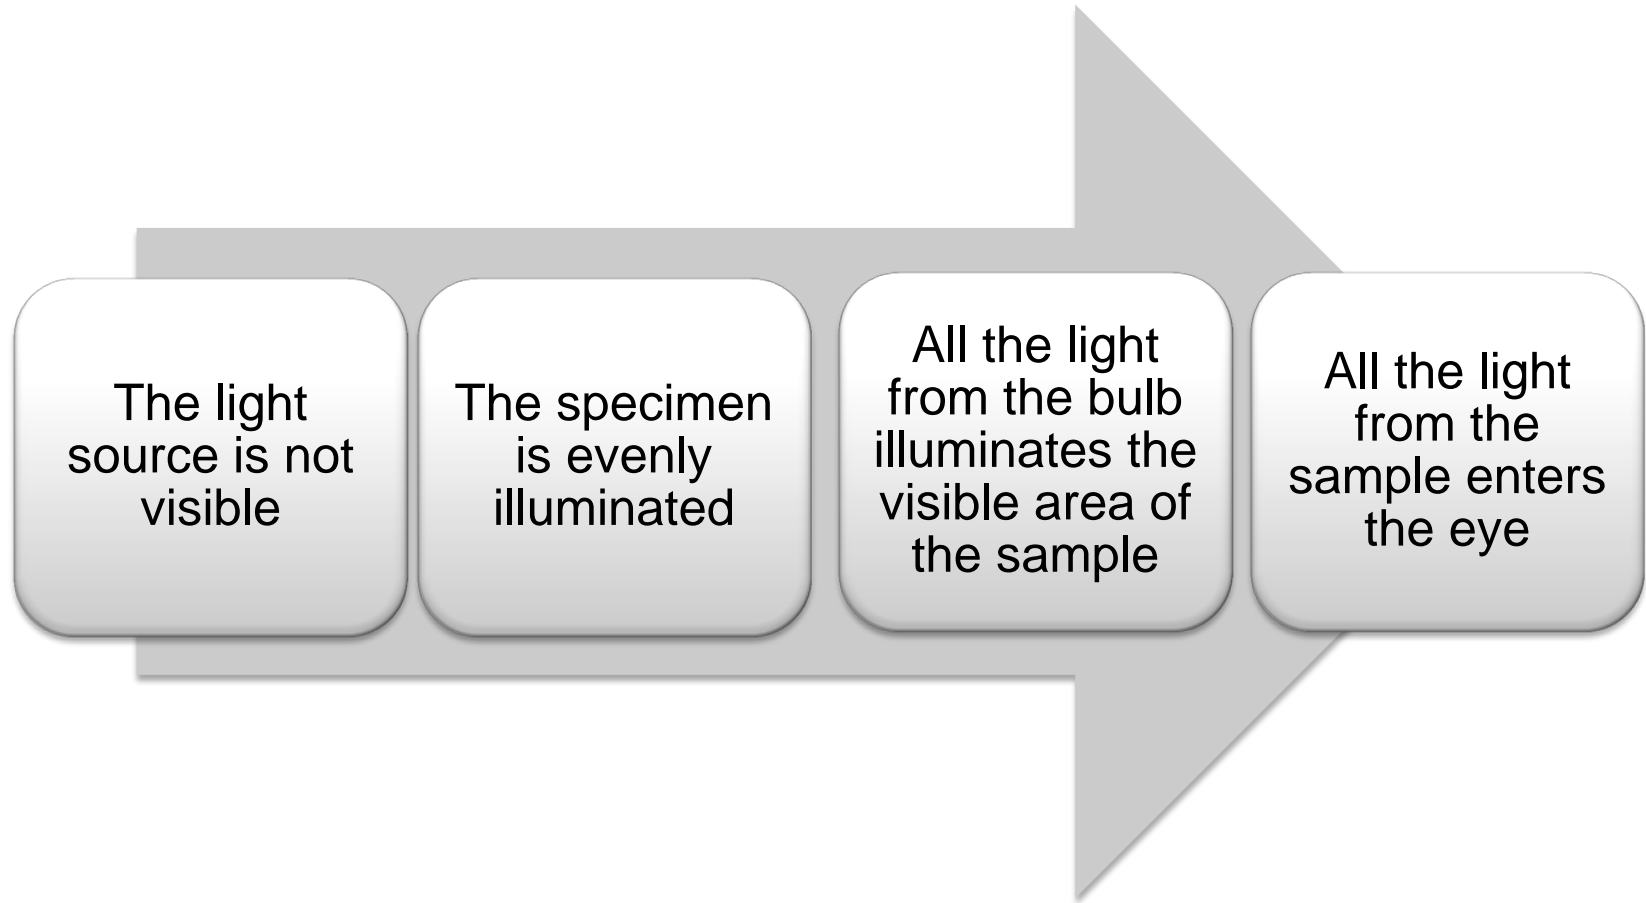 The light
source is not
visible
The specimen
is evenly
illuminated
All the light
from the bulb
illuminates the
visible area of
the sample
All the light
from the
sample enters
the eye